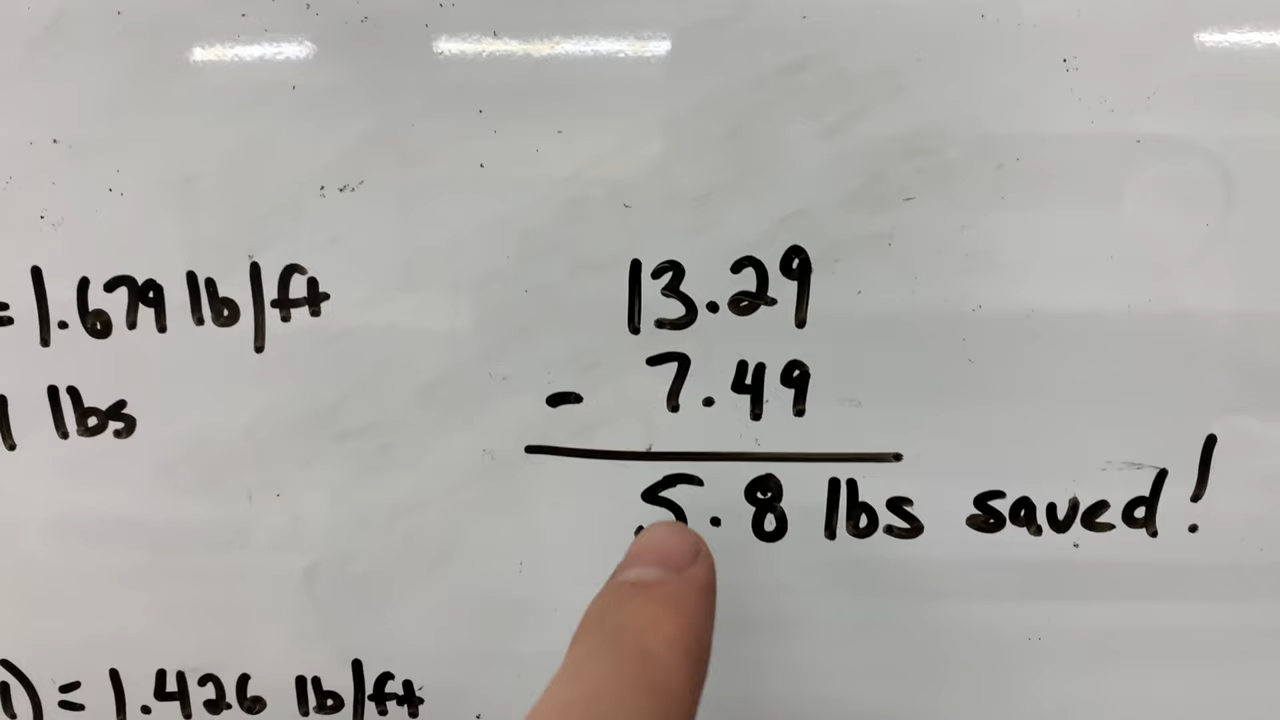 = 1.679 lb/ft
lbs
13.29
- 7.49
5.8 lbs saved!
) = 1.426 lb/ft